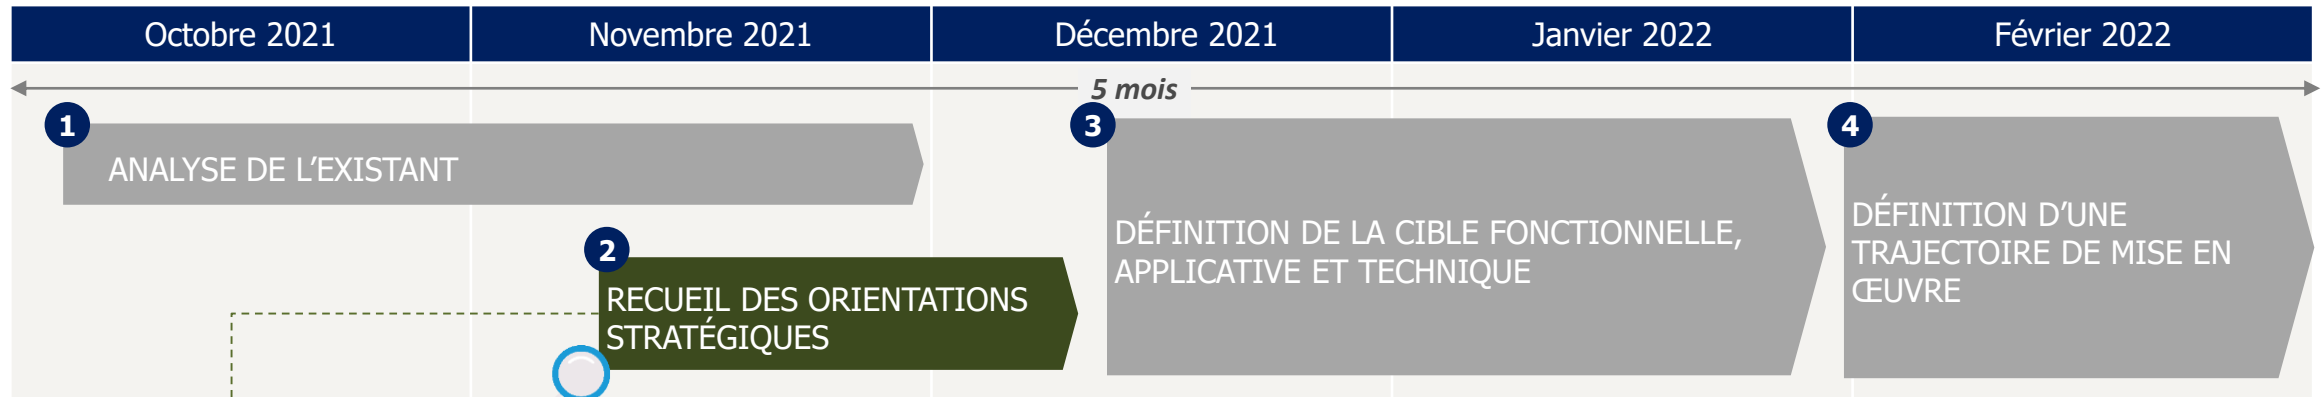 Octobre 2021
Novembre 2021
Décembre 2021
Janvier 2022
Février 2022
5 mois
1
ANALYSE DE L’EXISTANT
2
RECUEIL DES ORIENTATIONS
STRATÉGIQUES
3
DÉFINITION DE LA CIBLE FONCTIONNELLE,
APPLICATIVE ET TECHNIQUE
4
DÉFINITION D’UNE
TRAJECTOIRE DE MISE EN
ŒUVRE